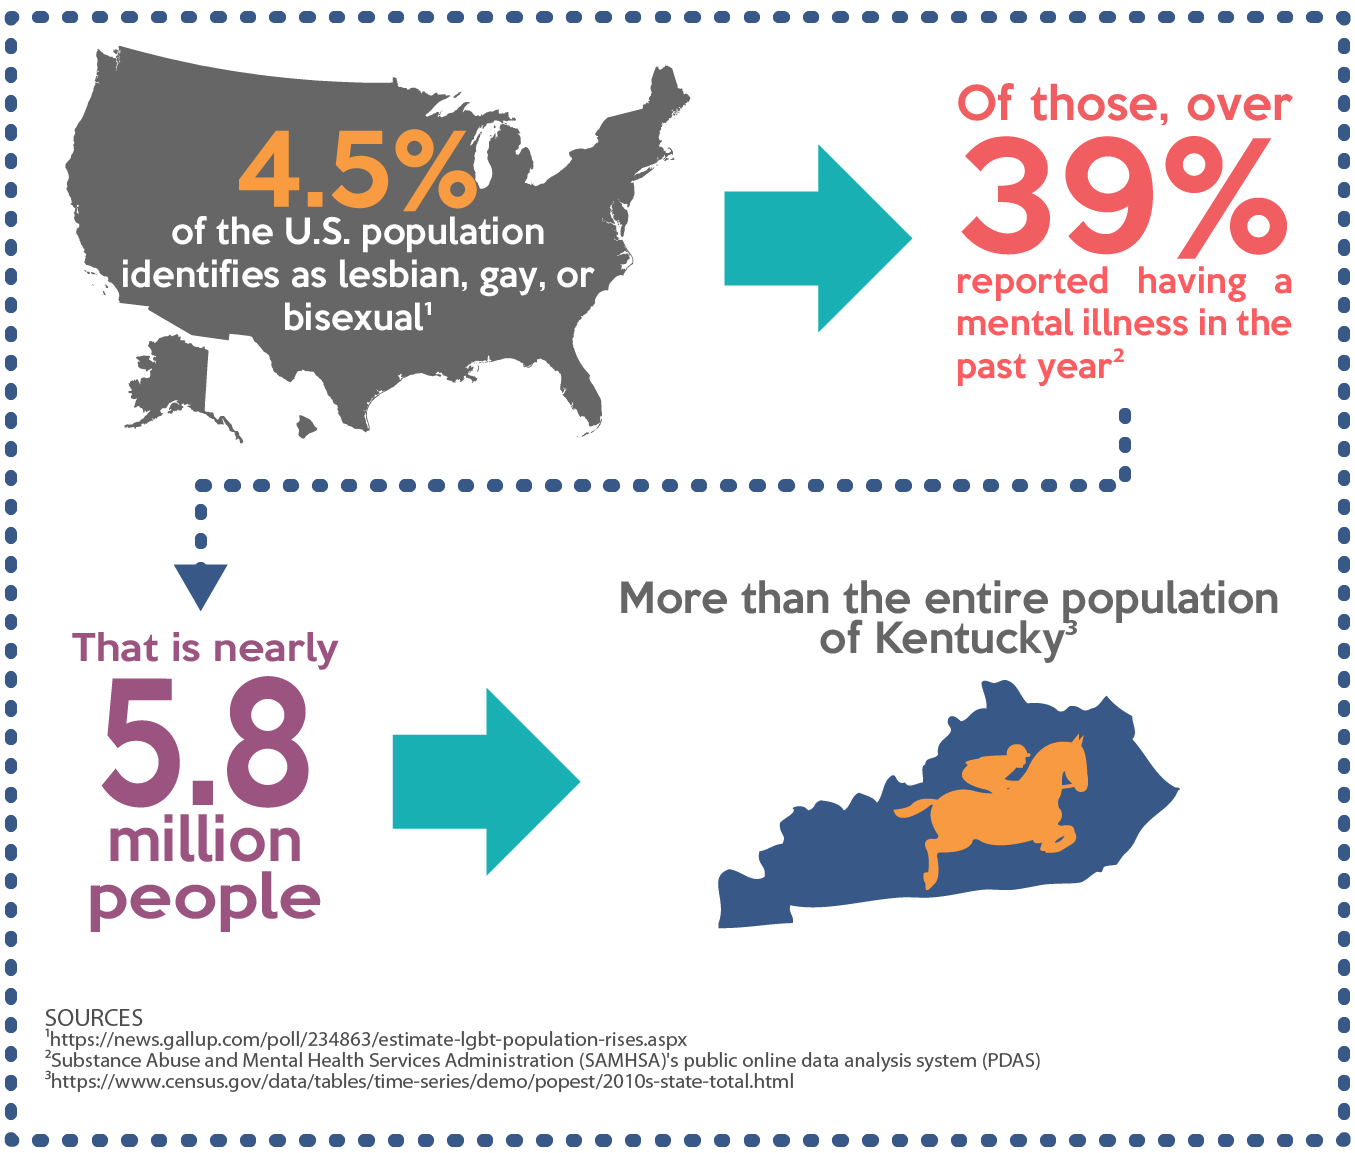 4.5%
of the U.S. population
identifies as lesbian, gay, or
bisexual¹
Of those, over
39%
reported having a
mental illness in the
past year²
That is nearly
5.8
million
people
More than the entire population
of Kentucky³
SOURCES
¹https://news.gallup.com/poll/234863/estimate-lgbt-population-rises.aspx
²Substance Abuse and Mental Health Services Administration (SAMHSA)'s public online data analysis system (PDAS)
³https://www.census.gov/data/tables/time-series/demo/popest/2010s-state-total.html